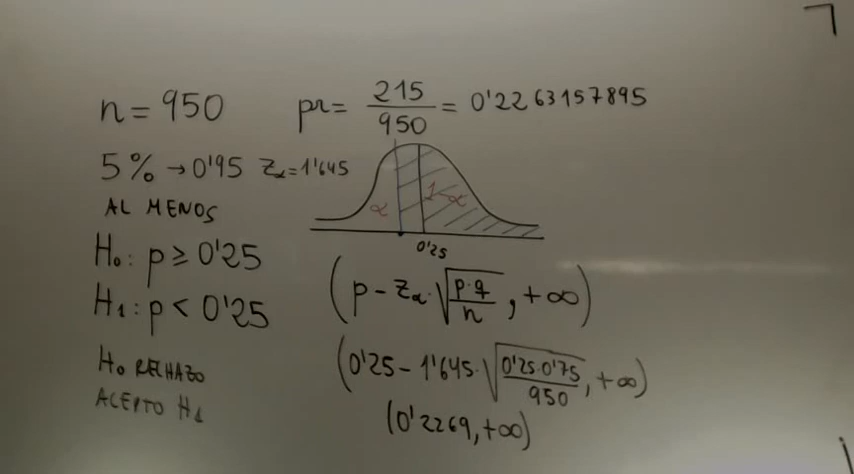 n = 950
pr = 215/950 = 0'2263157895
5% → 0'95 Zα = 1'645
AL MENOS
α 1-α
0'25
H₀: p ≥ 0'25
H₁: p < 0'25
(p - Zα · √(p·q/n), +∞)
H₀ RECHAZO
ACEPTO H₁
(0'25 - 1'645 · √(0'25·0'75/950), +∞)
(0'2269, +∞)